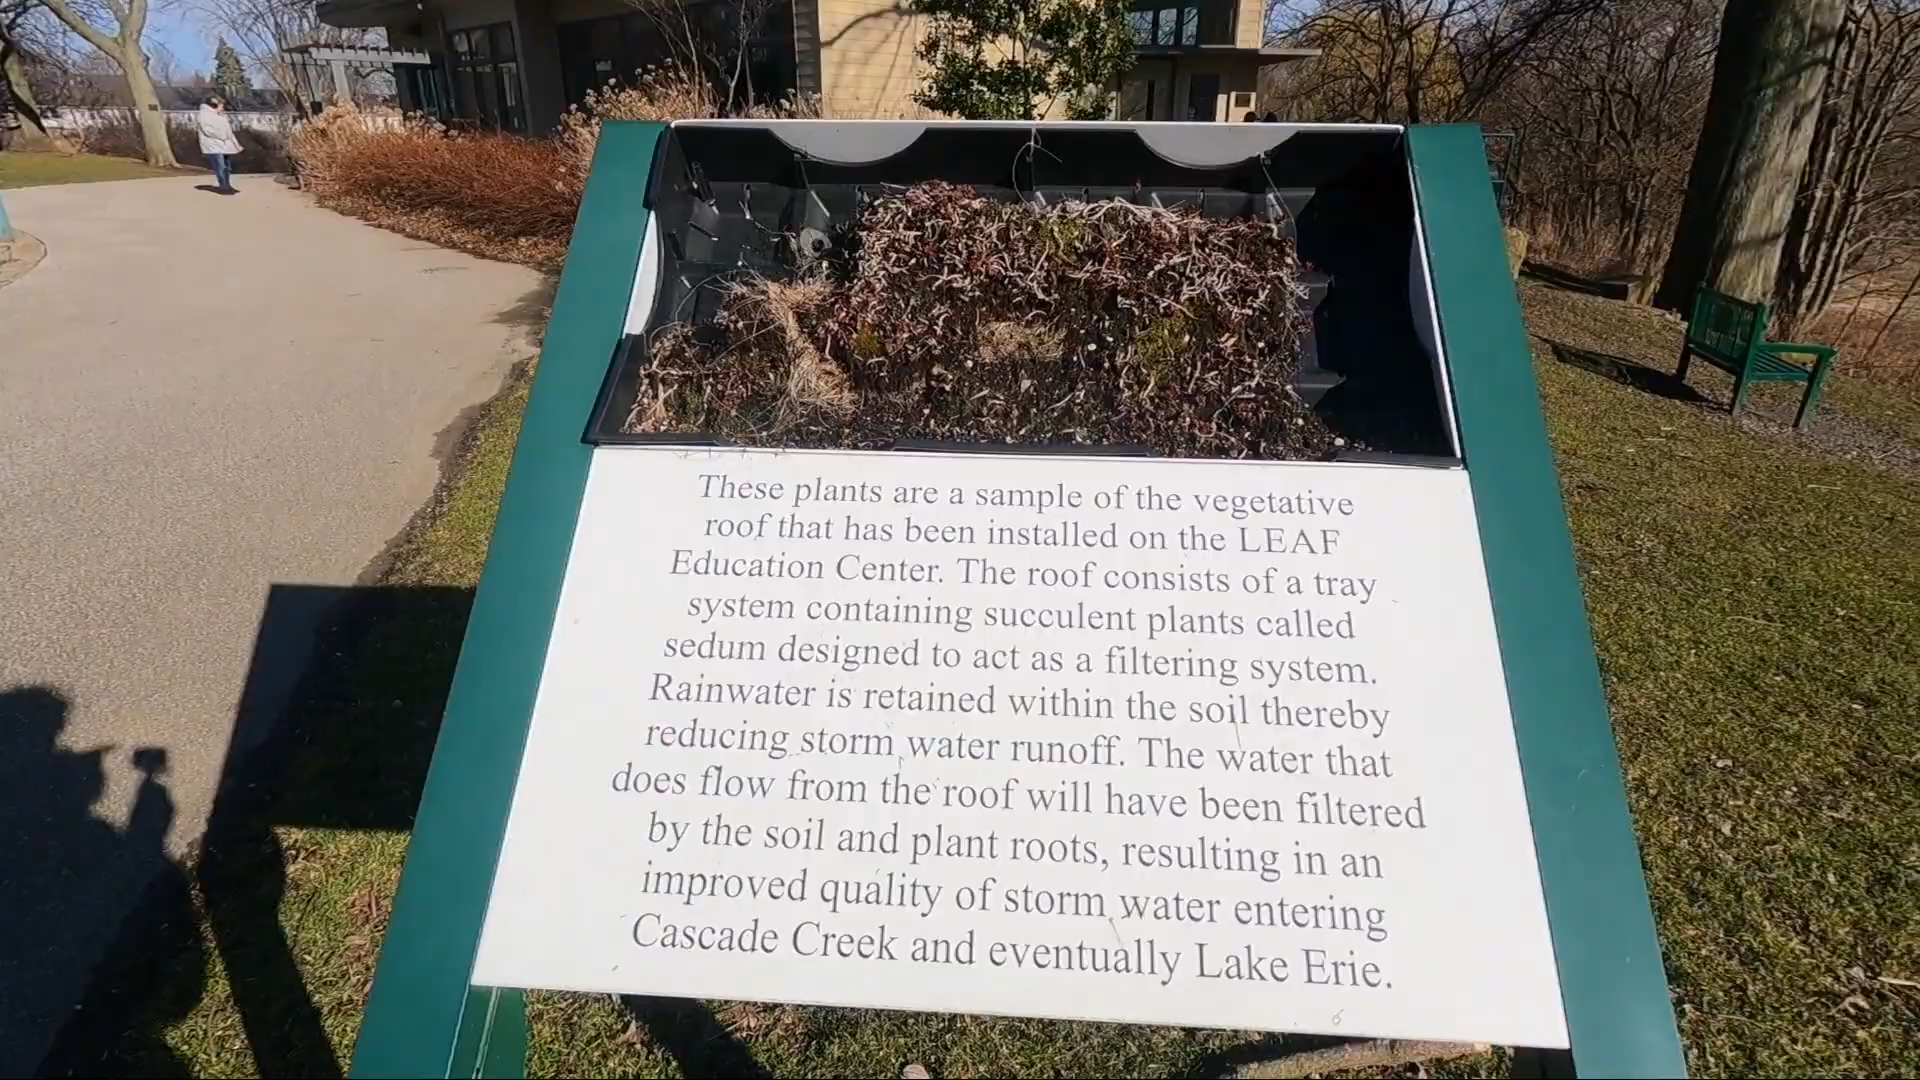 These plants are a sample of the vegetative
roof that has been installed on the LEAF
Education Center. The roof consists of a tray
system containing succulent plants called
sedum designed to act as a filtering system.
Rainwater is retained within the soil thereby
reducing storm water runoff. The water that
does flow from the roof will have been filtered
by the soil and plant roots, resulting in an
improved quality of storm water entering
Cascade Creek and eventually Lake Erie.